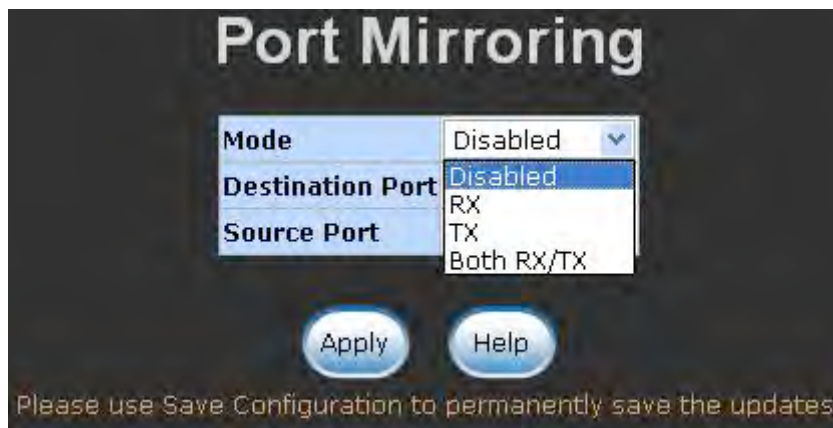 Port Mirroring
Mode Disabled
Destination Port Disabled
RX
Source Port TX
Both RX/TX
Apply Help
Please use Save Configuration to permanently save the updates